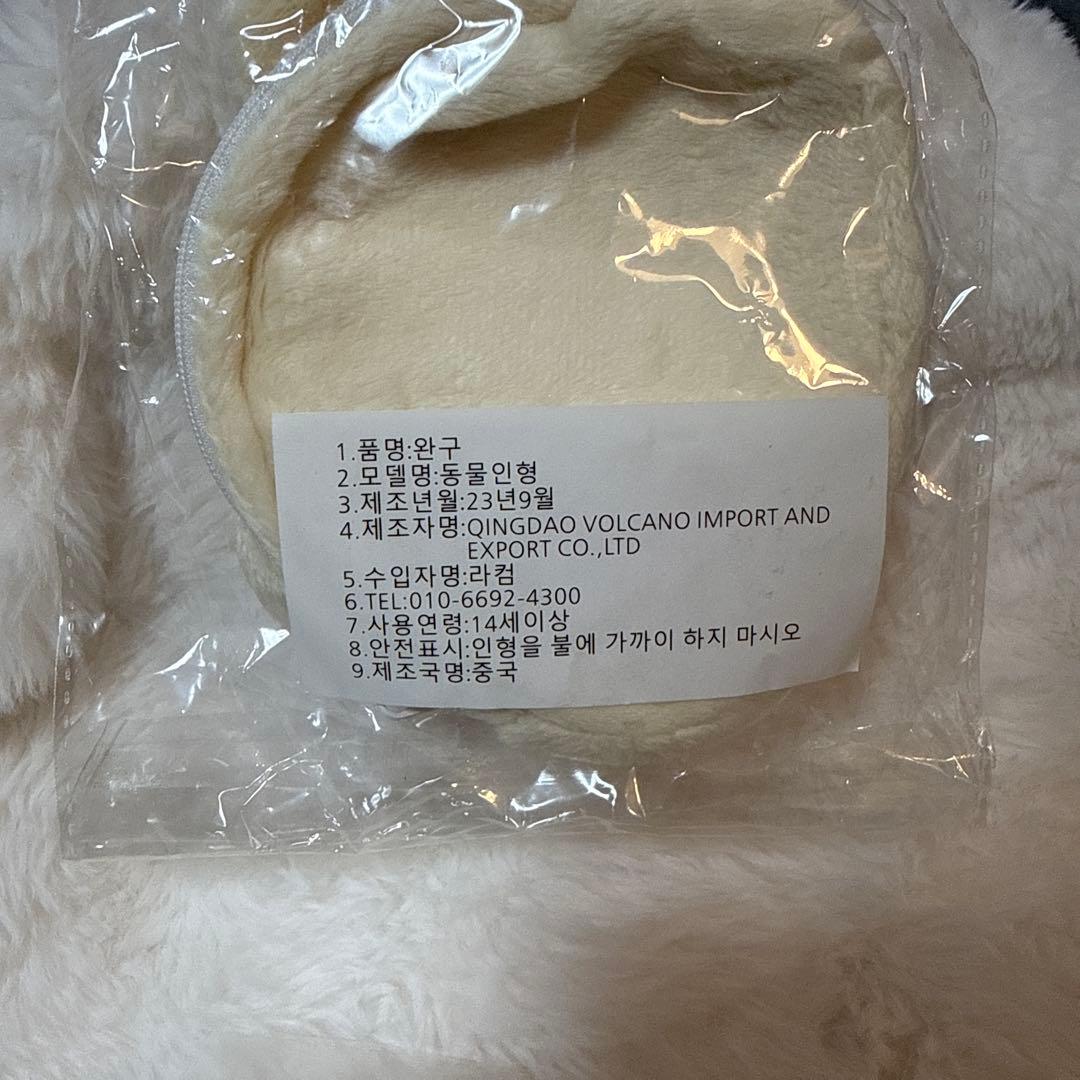 1.품명:완구
2.모델명:동물인형
3.제조년월:23년9월
4.제조자명:QINGDAO VOLCANO IMPORT AND
EXPORT CO.,LTD
5.수입자명:라컴
6.TEL:010-6692-4300
7.사용연령:14세이상
8.안전표시:인형을 불에 가까이 하지 마시오
9.제조국명:중국